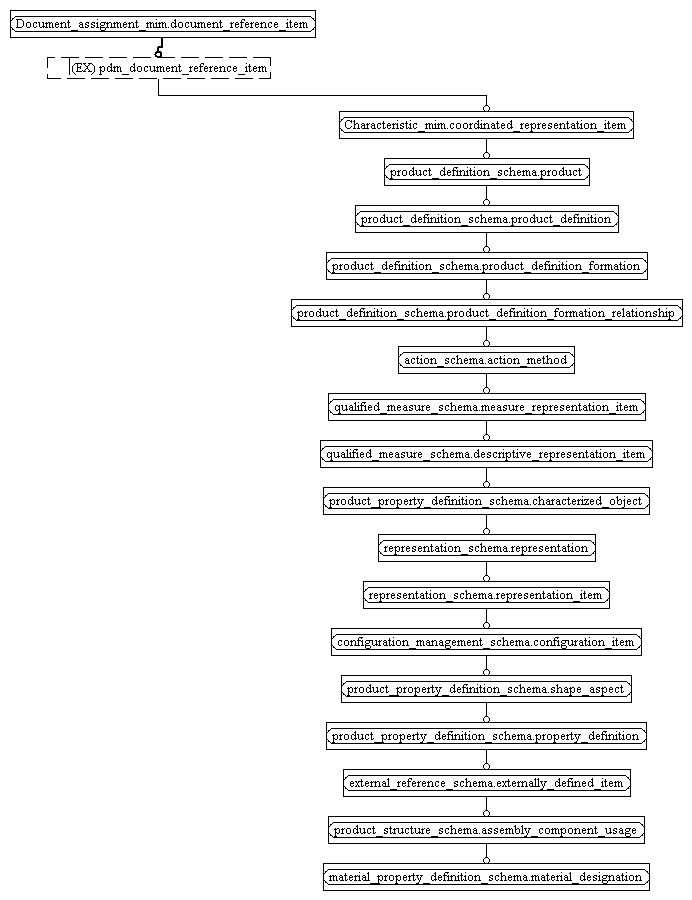 Document_assignment_mim.document_reference_item
(EX) pdm_document_reference_item
Characteristic_mim.coordinated_representation_item
product_definition_schema.product
product_definition_schema.product_definition
product_definition_schema.product_definition_formation
product_definition_schema.product_definition_formation_relationship
action_schema.action_method
qualified_measure_schema.measure_representation_item
qualified_measure_schema.descriptive_representation_item
product_property_definition_schema.characterized_object
representation_schema.representation
representation_schema.representation_item
configuration_management_schema.configuration_item
product_property_definition_schema.shape_aspect
product_property_definition_schema.property_definition
external_reference_schema.externally_defined_item
product_structure_schema.assembly_component_usage
material_property_definition_schema.material_designation